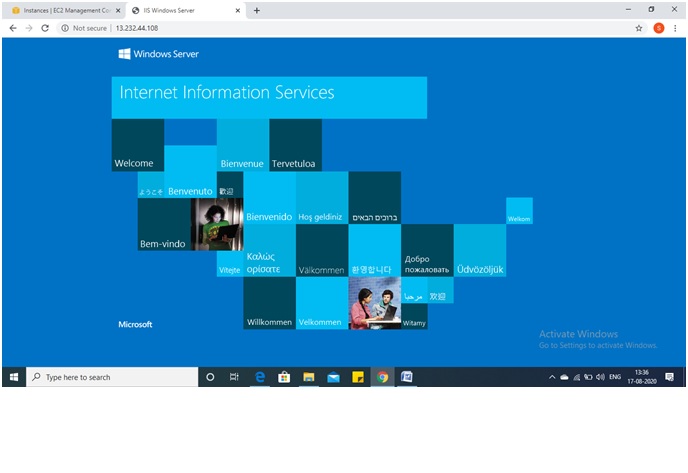 Instances | EC2 Management Con
IIS Windows Server
Not secure | 13.232.44.108
S
Windows Server
Internet Information Services
Welcome
Bienvenue
Tervetuloa
ようこそ
Benvenuto
歡迎
Bienvenido
Hoş geldiniz
ברוכים הבאים
Welkom
Bem-vindo
Vítejte
Καλώς
ορίσατε
Välkommen
환영합니다
Добро
пожаловать
Üdvözöljük
Willkommen
Velkommen
مرحبا
欢迎
Witamy
Microsoft
Activate Windows
Go to Settings to activate Windows.
Type here to search
ENG
13:36
17-08-2020